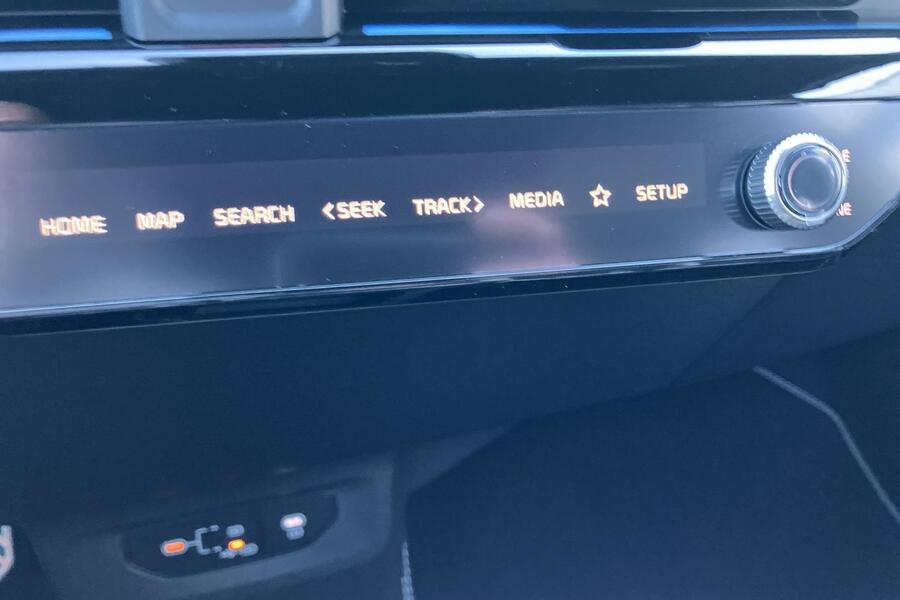 HOME MAP SEARCH <SEEK TRACK> MEDIA ☆ SETUP